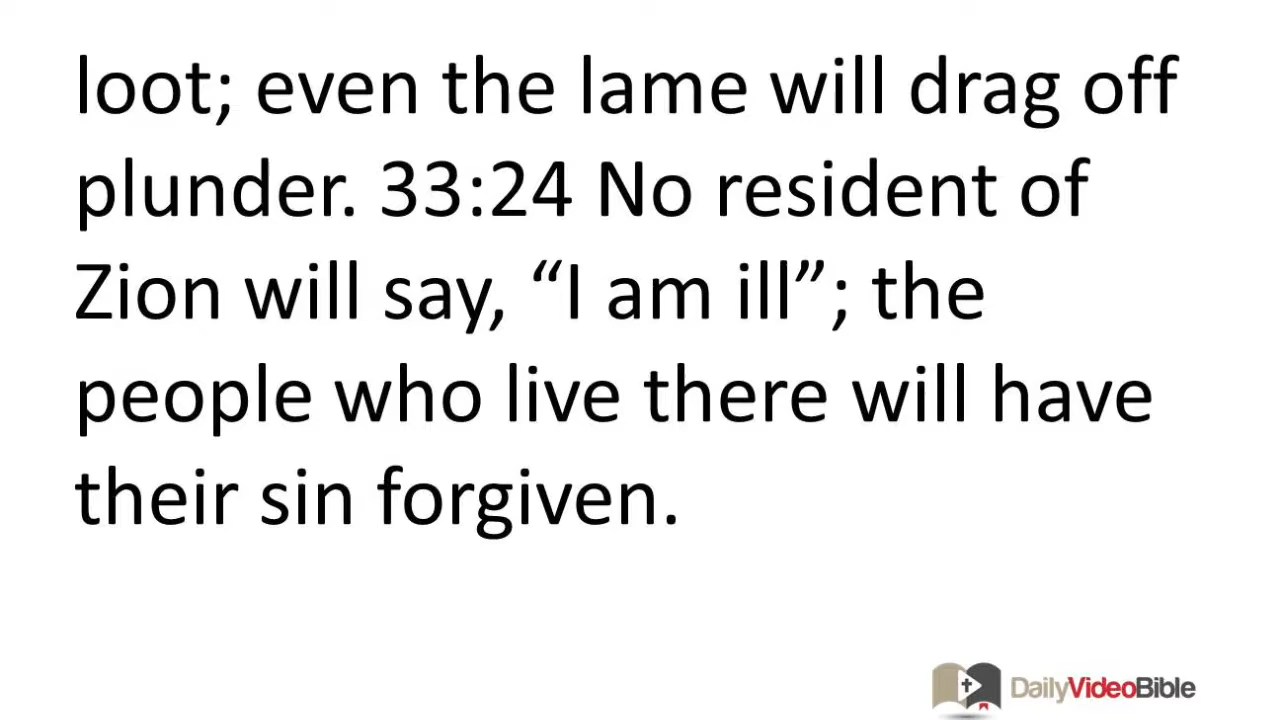 loot; even the lame will drag off
plunder. 33:24 No resident of
Zion will say, “I am ill”; the
people who live there will have
their sin forgiven.
DailyVideoBible